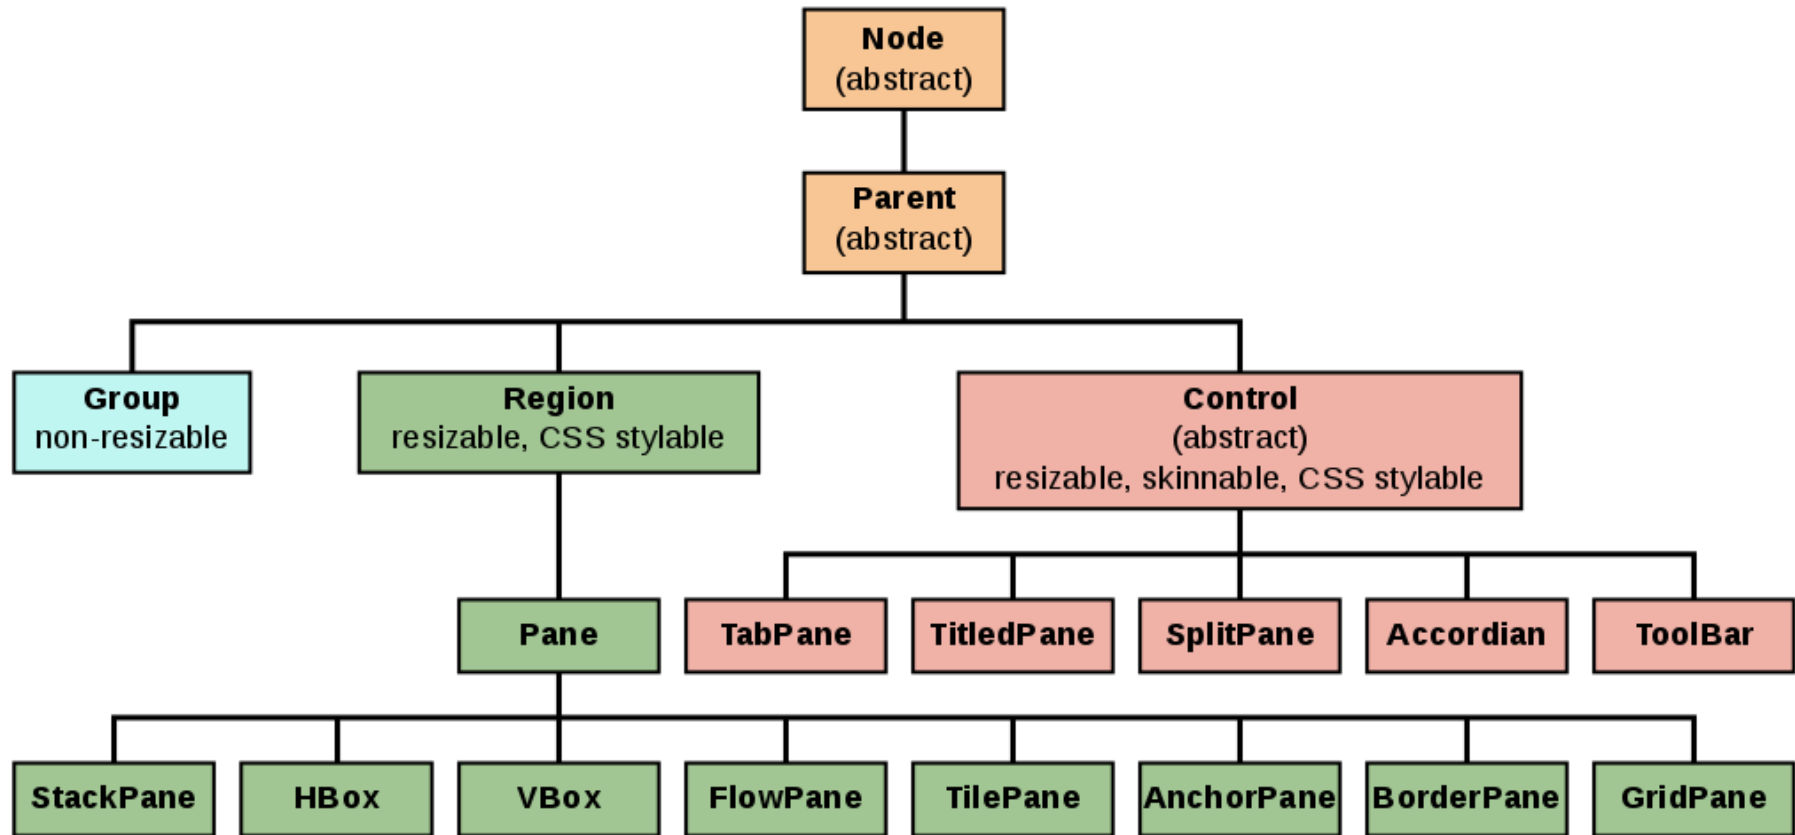 Node
(abstract)
Parent
(abstract)
Group
non-resizable
Region
resizable, CSS stylable
Control
(abstract)
resizable, skinnable, CSS stylable
Pane
TabPane
TitledPane
SplitPane
Accordian
ToolBar
StackPane
HBox
VBox
FlowPane
TilePane
AnchorPane
BorderPane
GridPane